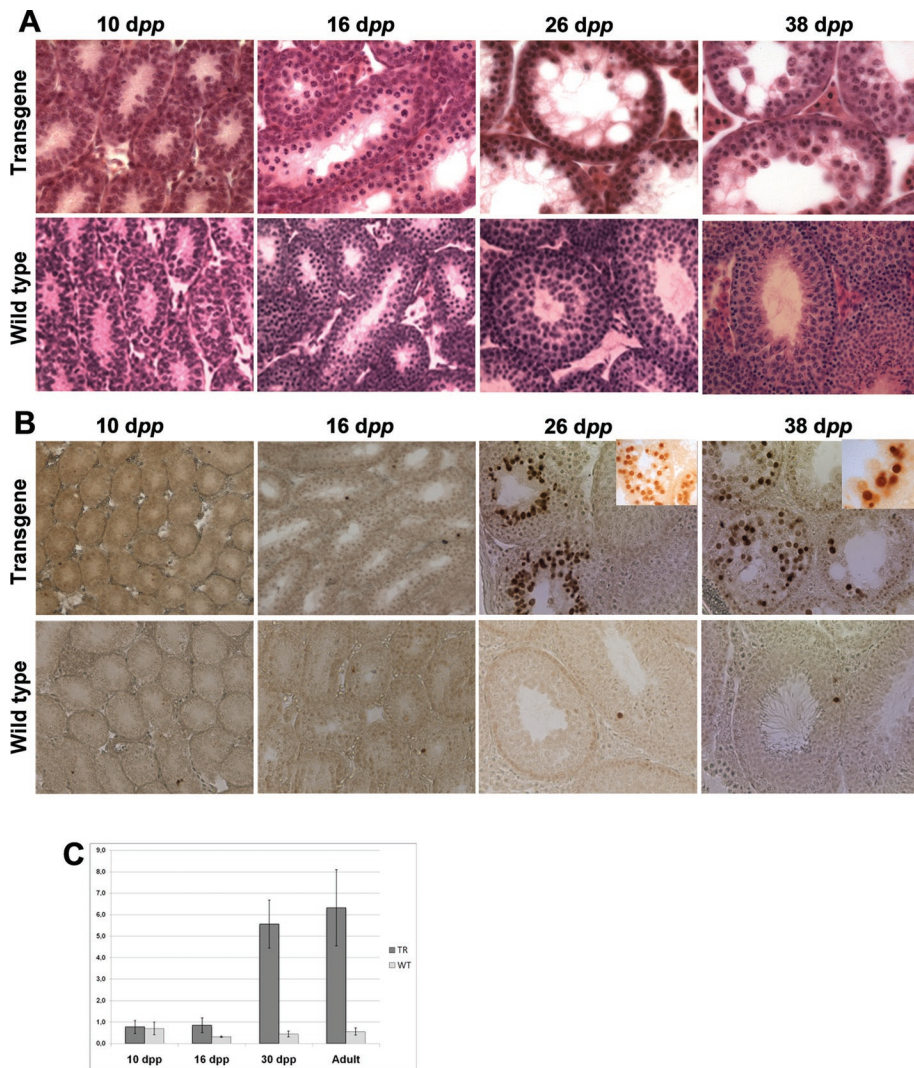 A
10 dpp 16 dpp 26 dpp 38 dpp
Transgene
Wild type
B
10 dpp 16 dpp 26 dpp 38 dpp
Transgene
Wild type
C
9,0
8,0
7,0
6,0
5,0
4,0
3,0
2,0
1,0
0,0
TR
WT
10 dpp 16 dpp 30 dpp Adult